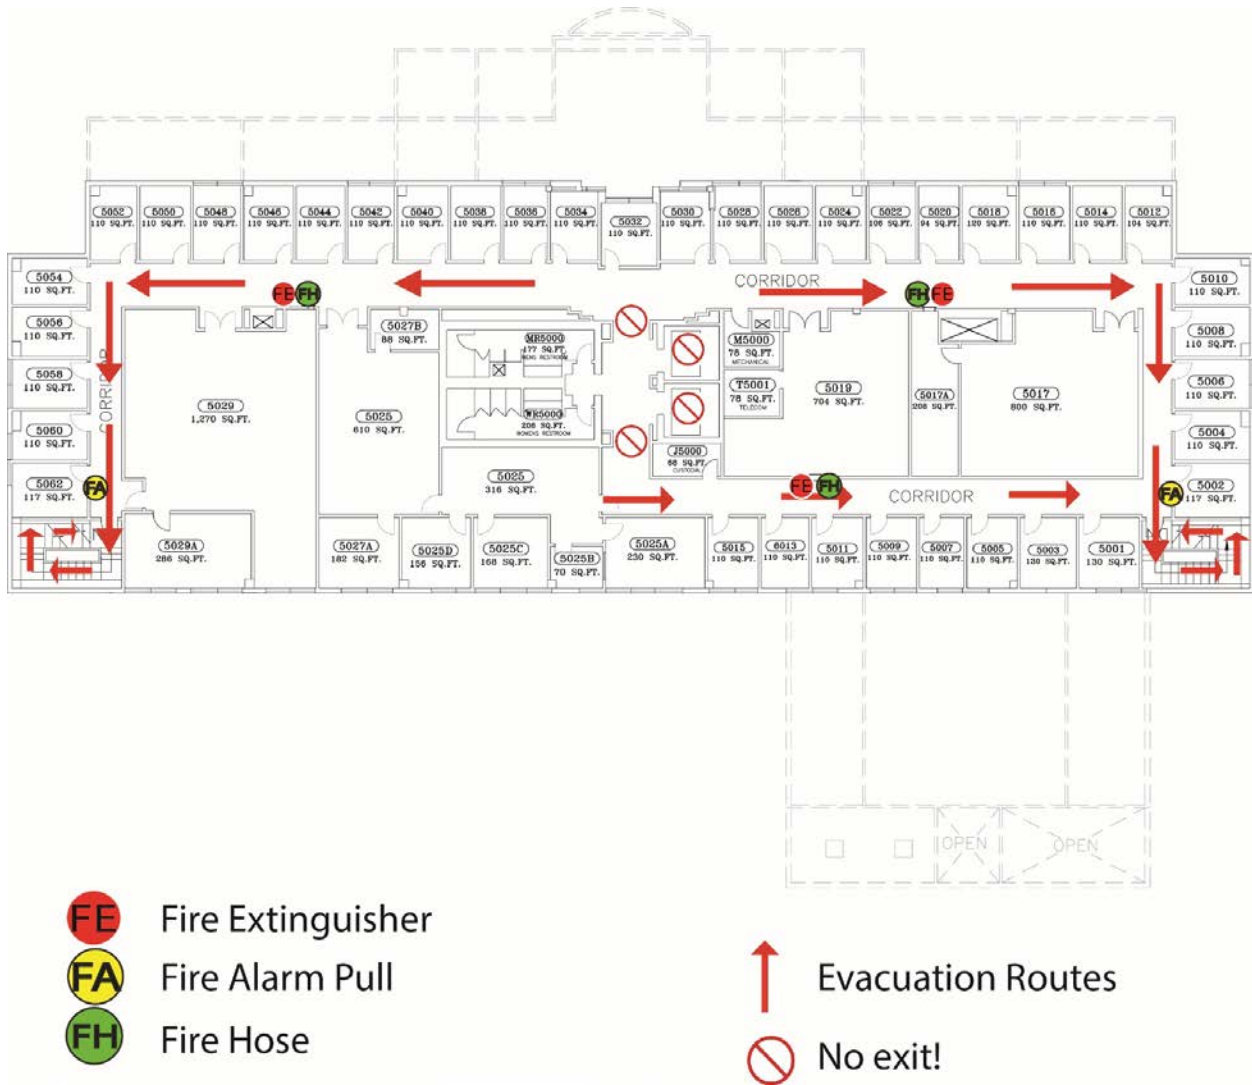 5052
110 SQ.FT.
5050
110 SQ.FT.
5048
110 SQ.FT.
5046
110 SQ.FT.
5044
110 SQ.FT.
5042
110 SQ.FT.
5040
110 SQ.FT.
5038
110 SQ.FT.
5036
110 SQ.FT.
5034
110 SQ.FT.
5032
110 SQ.FT.
5030
110 SQ.FT.
5028
110 SQ.FT.
5026
110 SQ.FT.
5024
110 SQ.FT.
5022
106 SQ.FT.
5020
94 SQ.FT.
5018
120 SQ.FT.
5016
110 SQ.FT.
5014
110 SQ.FT.
5012
104 SQ.FT.
5054
110 SQ.FT.
CORRIDOR
5010
110 SQ.FT.
FE FH
FH FE
5056
110 SQ.FT.
5027B
88 SQ.FT.
MR5000
177 SQ.FT.
M5000
78 SQ.FT.
MECHANICAL
5008
110 SQ.FT.
5058
110 SQ.FT.
CORRIDOR
T5001
78 SQ.FT.
TELECOM
5019
704 SQ.FT.
5017A
208 SQ.FT.
5017
800 SQ.FT.
5006
110 SQ.FT.
5029
1,270 SQ.FT.
5025
610 SQ.FT.
WR5000
206 SQ.FT.
WOMENS RESTROOM
5060
110 SQ.FT.
5004
110 SQ.FT.
J5000
68 SQ.FT.
CUSTODIAL
5062
117 SQ.FT.
FA
5025
316 SQ.FT.
FE FH
CORRIDOR
FA
5002
117 SQ.FT.
5029A
286 SQ.FT.
5027A
182 SQ.FT.
5025D
156 SQ.FT.
5025C
168 SQ.FT.
5025B
70 SQ.FT.
5025A
230 SQ.FT.
5015
110 SQ.FT.
6013
110 SQ.FT.
5011
110 SQ.FT.
5009
110 SQ.FT.
5007
110 SQ.FT.
5005
110 SQ.FT.
5003
130 SQ.FT.
5001
130 SQ.FT.
OPEN
OPEN
FE Fire Extinguisher
FA Fire Alarm Pull
FH Fire Hose
Evacuation Routes
No exit!